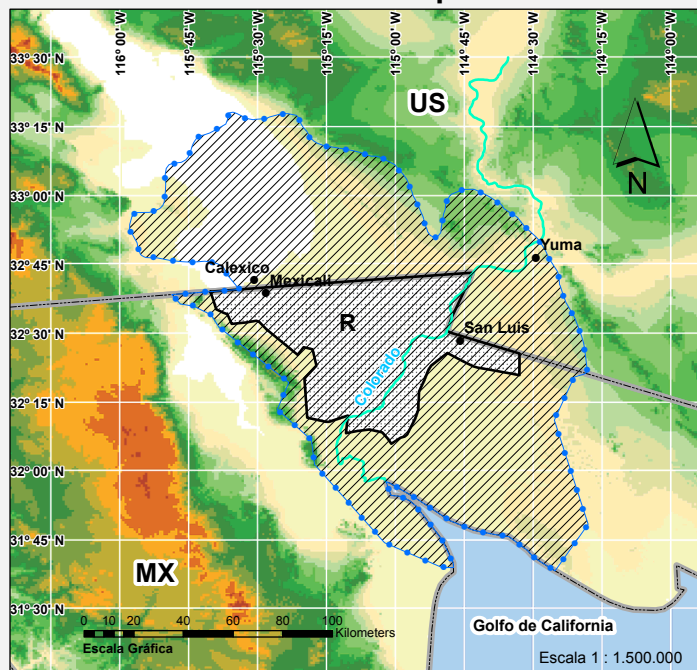 116° 00' W
115° 45' W
115° 30' W
115° 15' W
115° 00' W
114° 45' W
114° 30' W
114° 15' W
114° 00' W
33° 30' N
33° 15' N
33° 00' N
32° 45' N
32° 30' N
32° 15' N
32° 00' N
31° 45' N
31° 30' N
US
N
Yuma
Calexico
Mexicali
R
San Luis
Colorado
MX
0 10 20 40 60 80 100
Kilometers
Escala Gráfica
Golfo de California
Escala 1 : 1.500.000